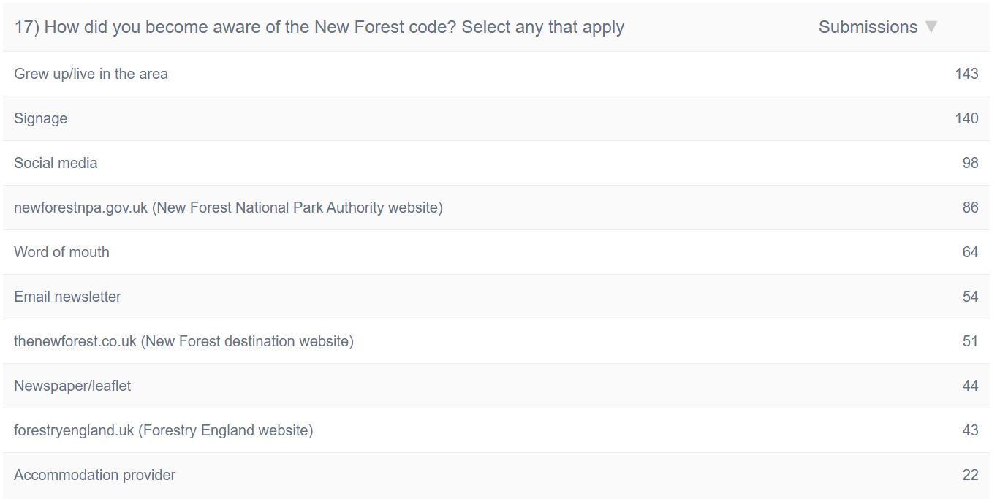 17) How did you become aware of the New Forest code? Select any that apply Submissions ▼
Grew up/live in the area 143
Signage 140
Social media 98
newforestnpa.gov.uk (New Forest National Park Authority website) 86
Word of mouth 64
Email newsletter 54
thenewforest.co.uk (New Forest destination website) 51
Newspaper/leaflet 44
forestryengland.uk (Forestry England website) 43
Accommodation provider 22